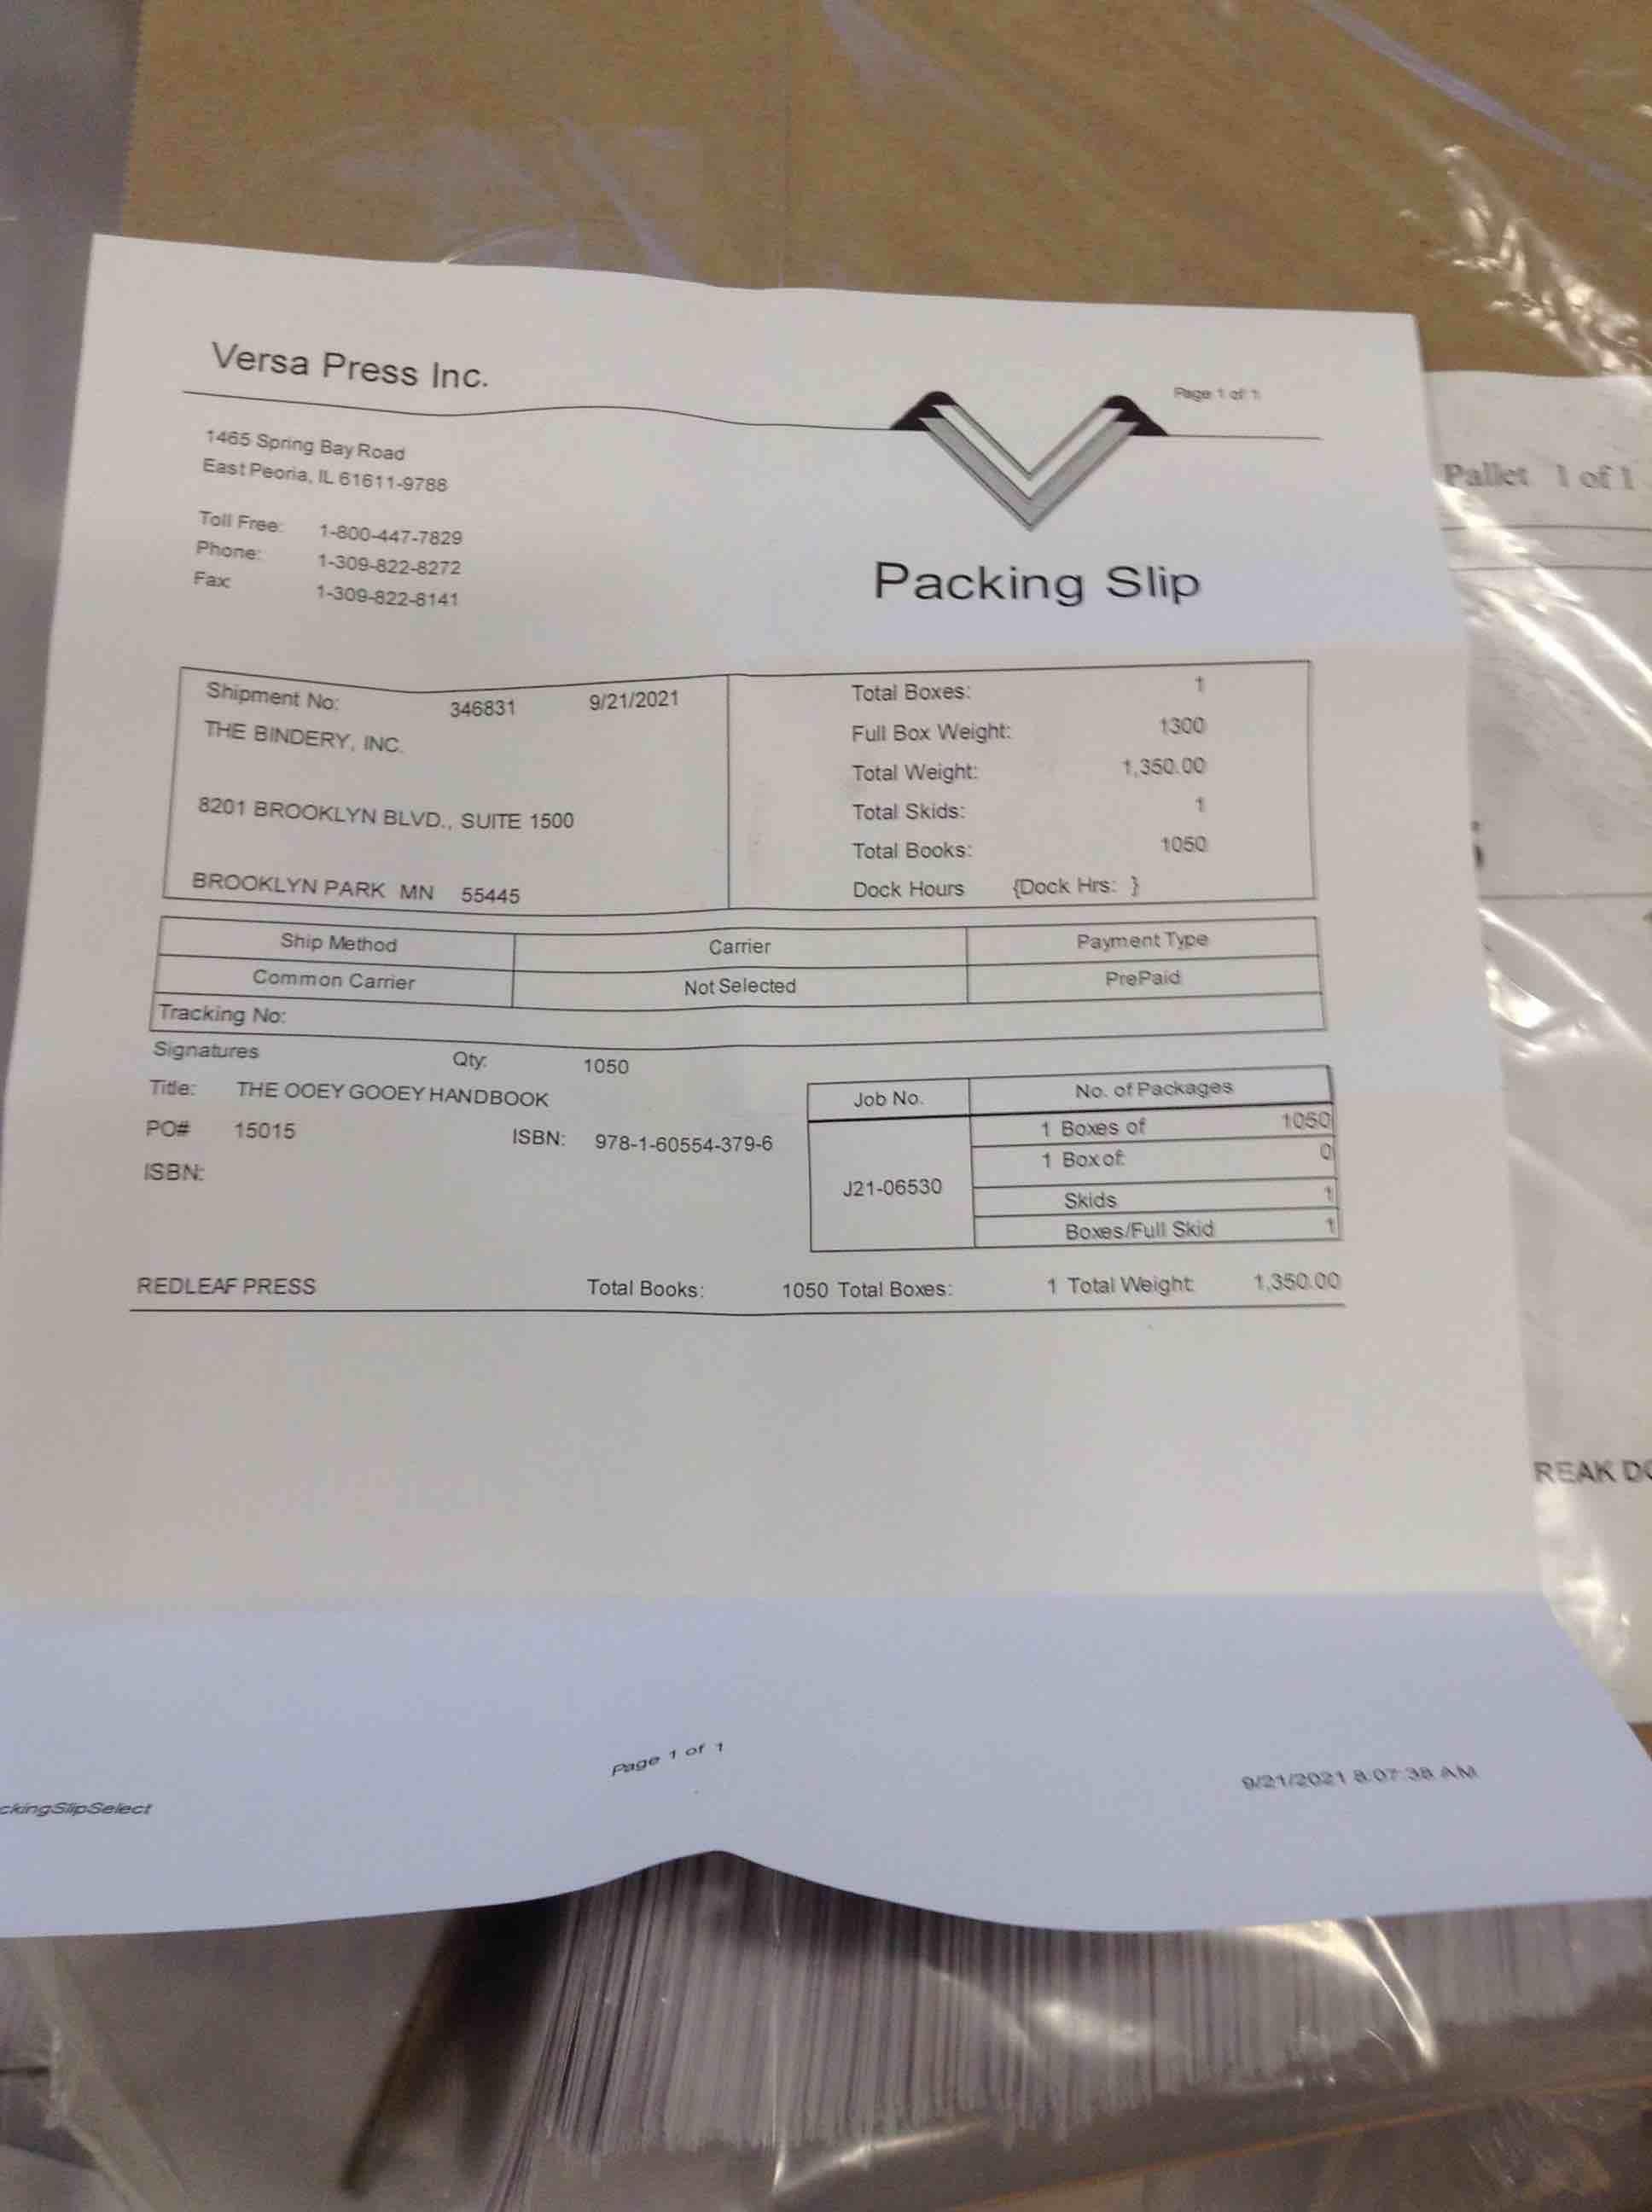 Versa Press Inc.
Page 1 of 1
1465 Spring Bay Road
East Peoria, IL 61611-9788
Toll Free: 1-800-447-7829
Phone: 1-309-822-8272
Fax: 1-309-822-8141
Packing Slip
Pallet 1 of 1
Shipment No: 346831 9/21/2021
THE BINDERY, INC.
8201 BROOKLYN BLVD., SUITE 1500
BROOKLYN PARK MN 55445
Total Boxes: 1
Full Box Weight: 1300
Total Weight: 1,350.00
Total Skids: 1
Total Books: 1050
Dock Hours {Dock Hrs: }
Ship Method Carrier Payment Type
Common Carrier Not Selected PrePaid
Tracking No:
Signatures Qty: 1050
Title: THE OOEY GOOEY HANDBOOK
PO# 15015 ISBN: 978-1-60554-379-6
ISBN:
Job No. No. of Packages
J21-06530
1 Boxes of 1050
1 Box of: 0
Skids 1
Boxes/Full Skid 1
REDLEAF PRESS Total Books: 1050 Total Boxes: 1 Total Weight: 1,350.00
REAK DO
Page 1 of 1
9/21/2021 8:07:38 AM
ckingSlipSelect